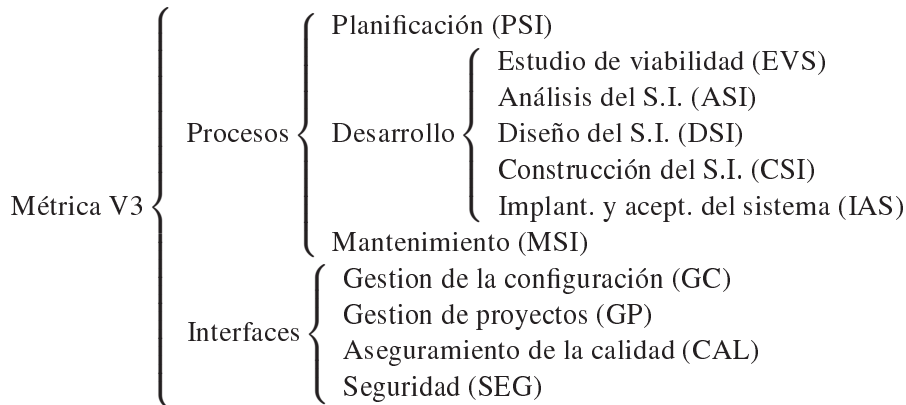 Planificación (PSI)
Estudio de viabilidad (EVS)
Análisis del S.I. (ASI)
Procesos
Desarrollo
Diseño del S.I. (DSI)
Construcción del S.I. (CSI)
Métrica V3
Implant. y acept. del sistema (IAS)
Mantenimiento (MSI)
Gestion de la configuración (GC)
Gestion de proyectos (GP)
Interfaces
Aseguramiento de la calidad (CAL)
Seguridad (SEG)